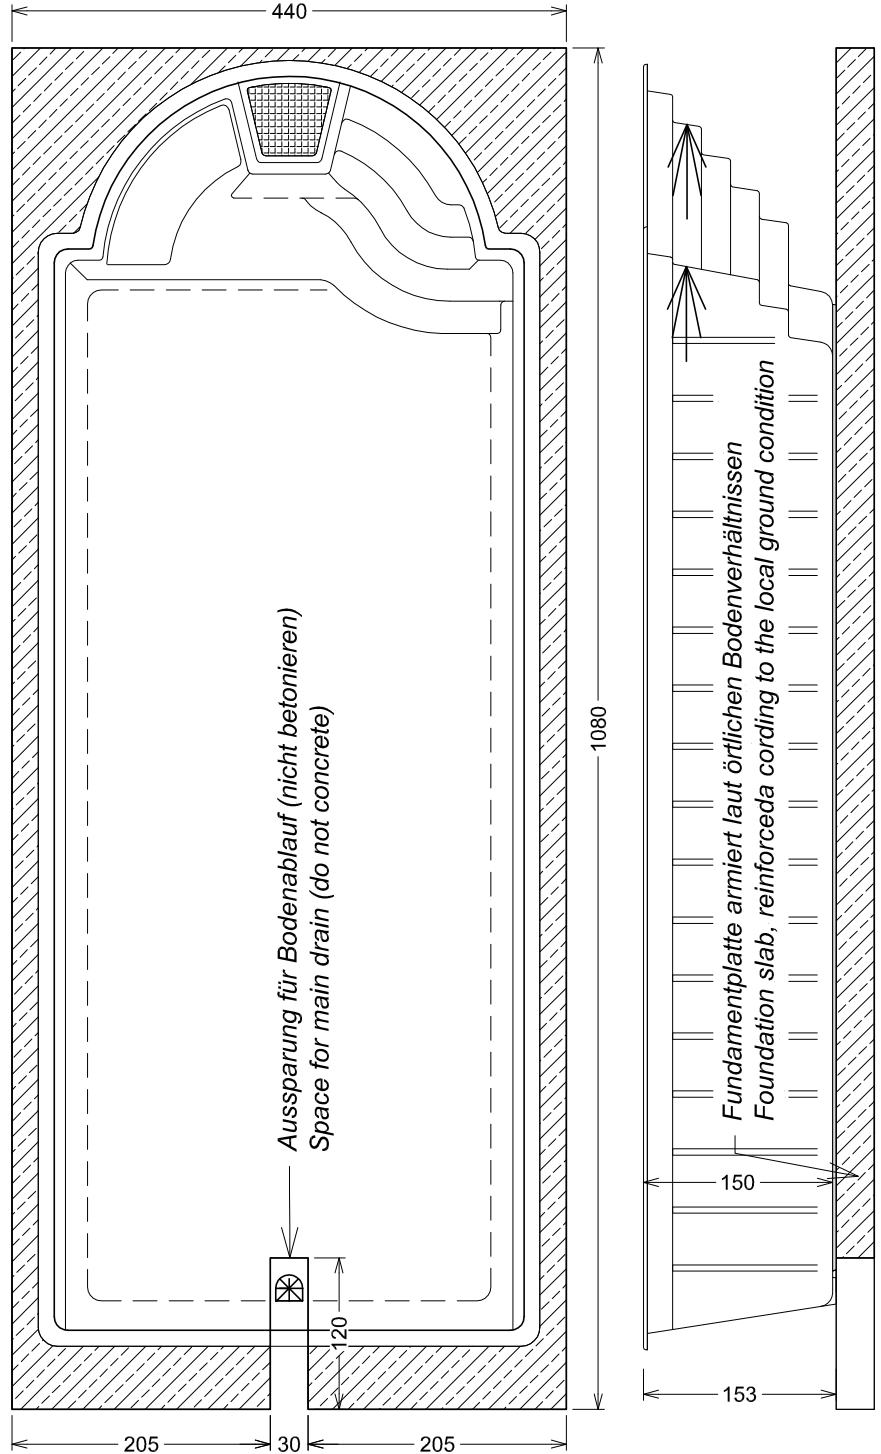 440
Aussparung für Bodenablauf (nicht betonieren)
Space for main drain (do not concrete)
1080
Fundamentplatte armiert laut örtlichen Bodenverhältnissen
Foundation slab, reinforceda cording to the local ground condition
150
120
153
205
30
205